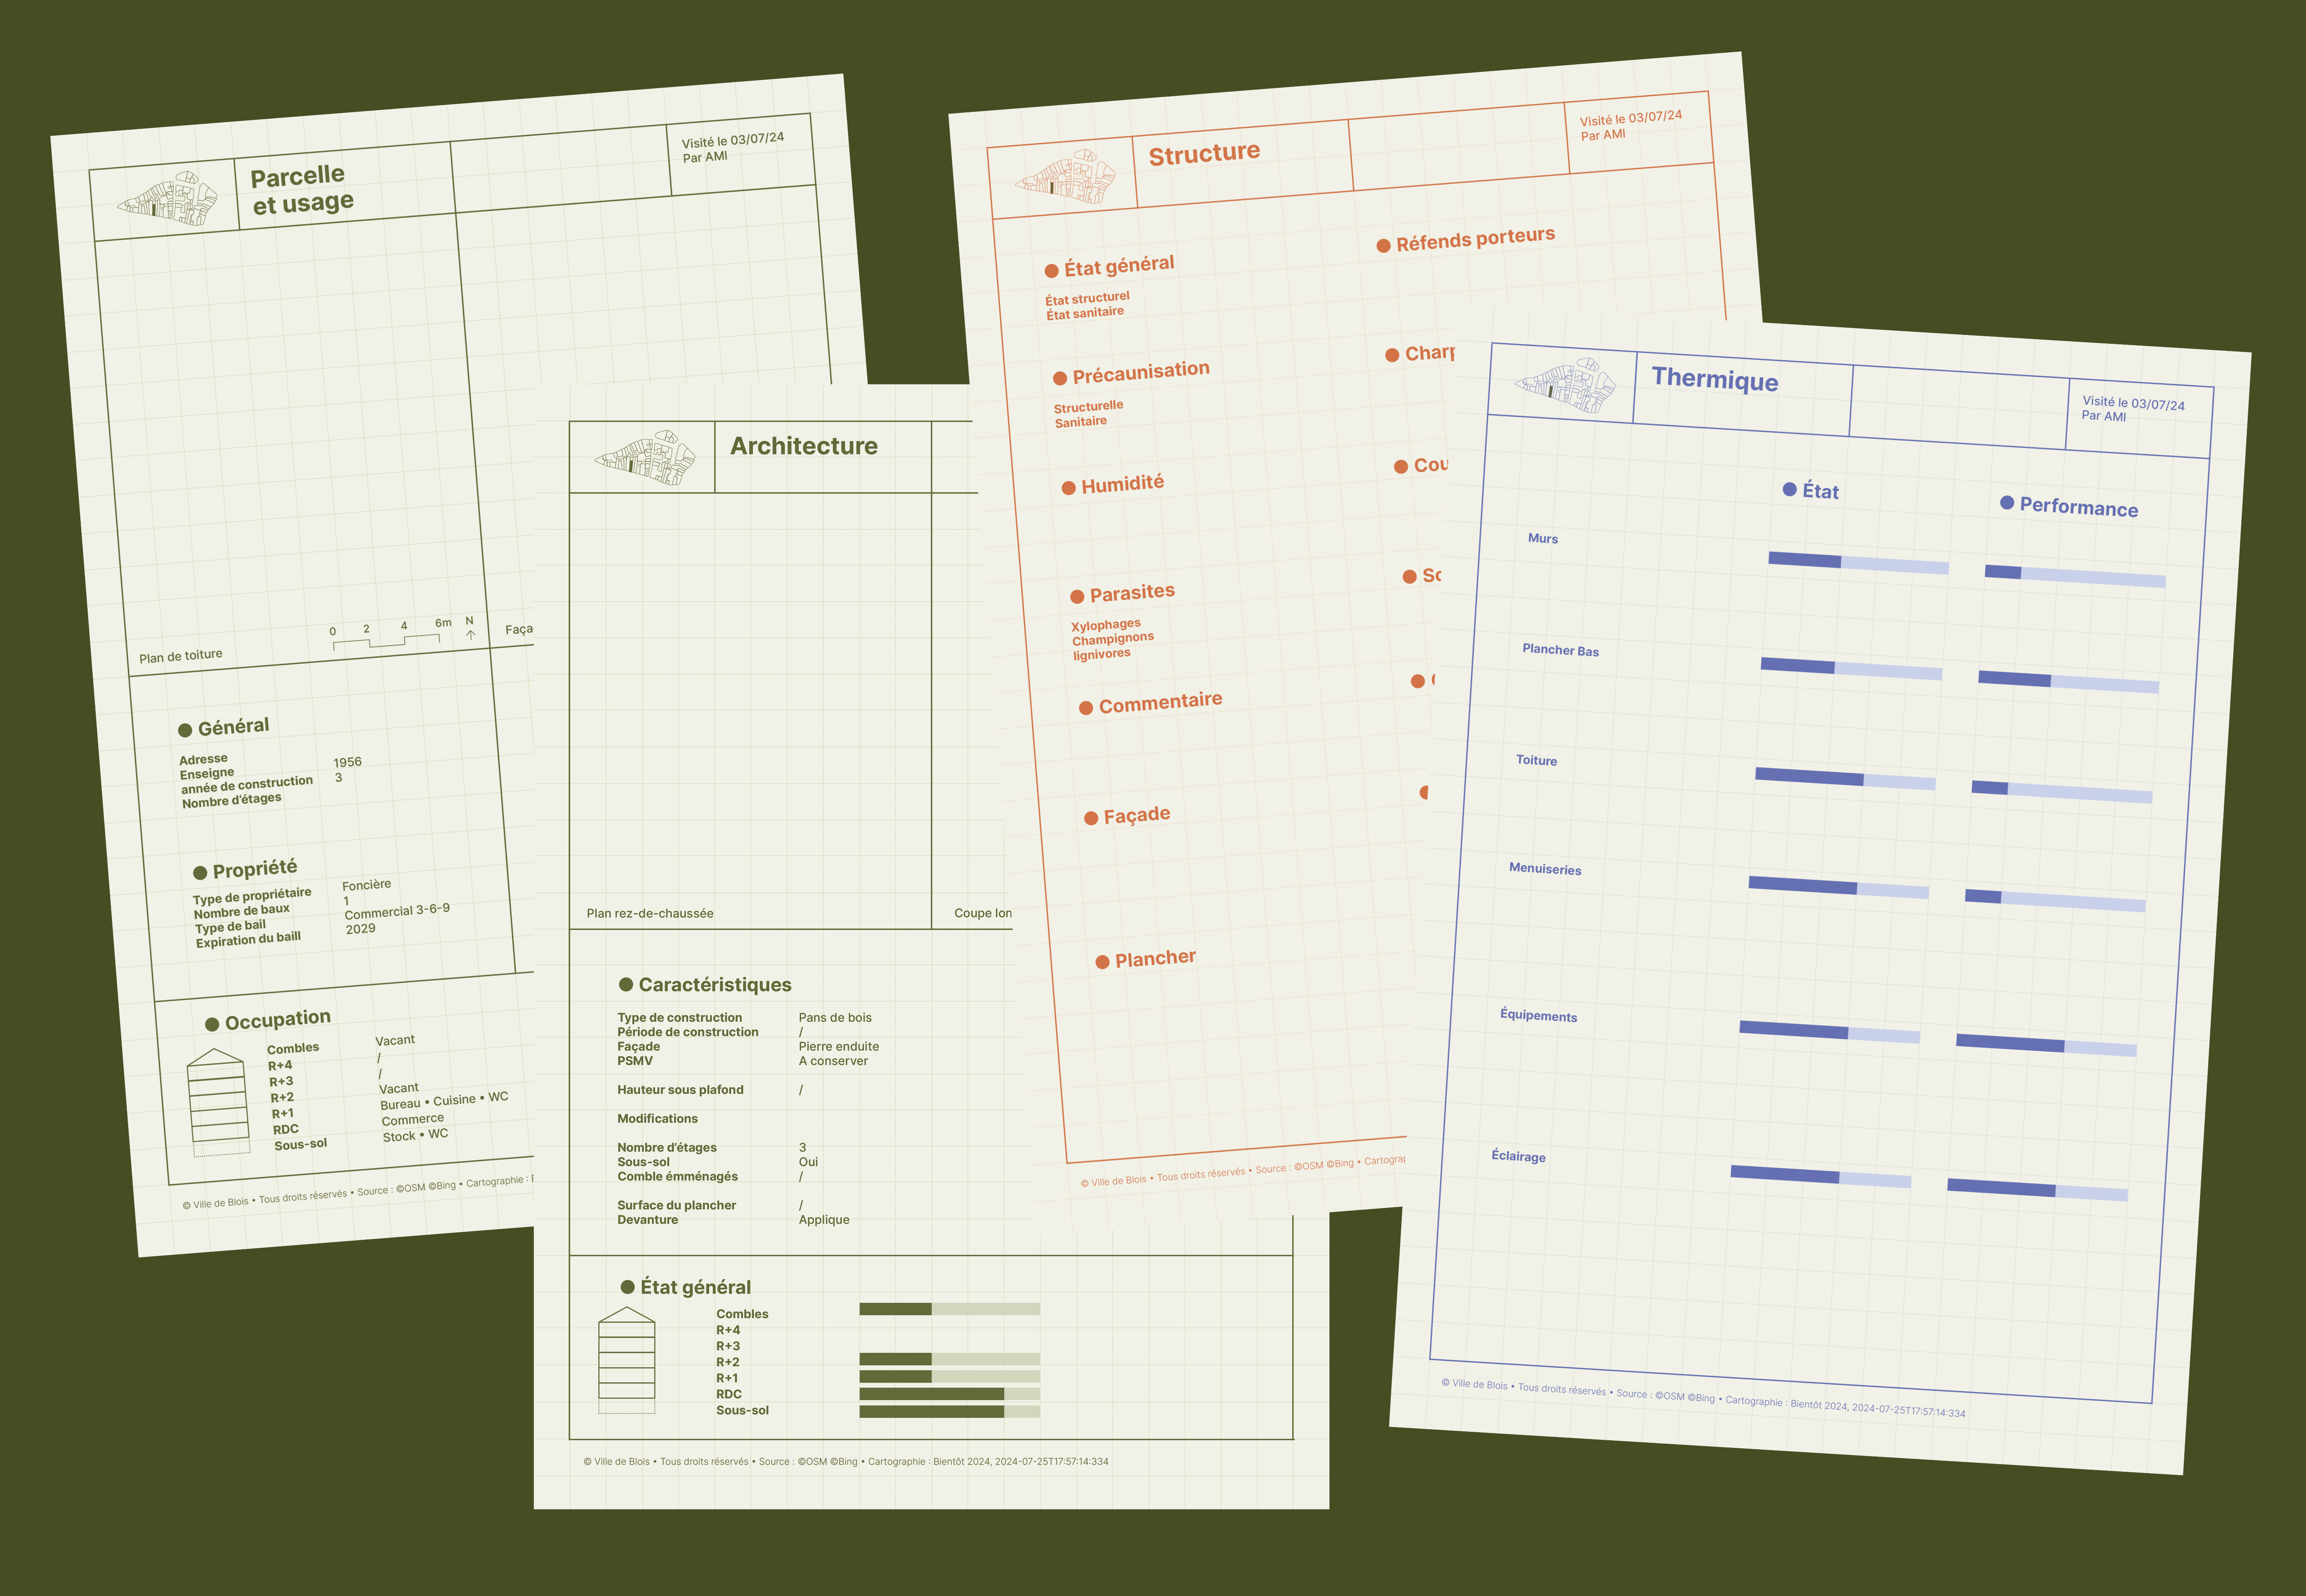 Parcelle
et usage
Visité le 03/07/24
Par AMI
Plan de toiture
0 2 4 6m N
Général
Adresse
Enseigne 1956
année de construction 3
Nombre d'étages
Propriété
Type de propriétaire Foncière
Nombre de baux 1
Type de bail Commercial 3-6-9
Expiration du baill 2029
Occupation
Combles Vacant
R+4 /
R+3 /
R+2 Vacant
R+1 Bureau • Cuisine • WC
RDC Commerce
Sous-sol Stock • WC
© Ville de Blois • Tous droits réservés • Source : ©OSM ©Bing • Cartographie :
Architecture
Plan rez-de-chaussée
Coupe
Caractéristiques
Type de construction Pans de bois
Période de construction /
Façade Pierre enduite
PSMV A conserver
Hauteur sous plafond /
Modifications
Nombre d'étages 3
Sous-sol Oui
Comble émménagés /
Surface du plancher /
Devanture Applique
État général
Combles
R+4
R+3
R+2
R+1
RDC
Sous-sol
© Ville de Blois • Tous droits réservés • Source : ©OSM ©Bing • Cartographie : Bientôt 2024, 2024-07-25T17:57:14:334
Structure
Visité le 03/07/24
Par AMI
État général
État structurel
État sanitaire
Précaunisation
Structurelle
Sanitaire
Humidité
Parasites
Xylophages
Champignons
lignivores
Commentaire
Façade
Plancher
Réfends porteurs
© Ville de Blois • Tous droits réservés • Source : ©OSM ©Bing •
Thermique
Visité le 03/07/24
Par AMI
État
Performance
Murs
Plancher Bas
Toiture
Menuiseries
Équipements
Éclairage
© Ville de Blois • Tous droits réservés • Source : ©OSM ©Bing • Cartographie : Bientôt 2024, 2024-07-25T17:57:14:334